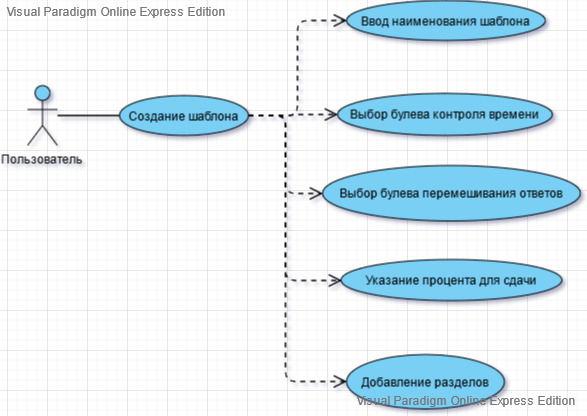 Visual Paradigm Online Express Edition
Ввод наименования шаблона
Создание шаблона
Выбор булева контроля времени
Пользователь
Выбор булева перемешивания ответов
Указание процента для сдачи
Добавление разделов
Visual Paradigm Online Express Edition